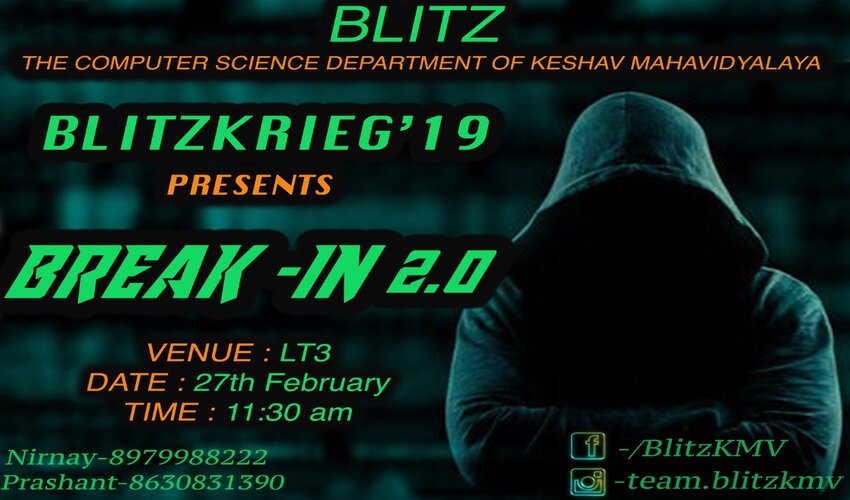 BLITZ
THE COMPUTER SCIENCE DEPARTMENT OF KESHAV MAHAVIDYALAYA
BLITZKRIEG'19
PRESENTS
BREAK -IN 2.0
VENUE : LT3
DATE : 27th February
TIME : 11:30 am
Nirnay-8979988222
Prashant-8630831390
-/BlitzKMV
-team.blitzkmv